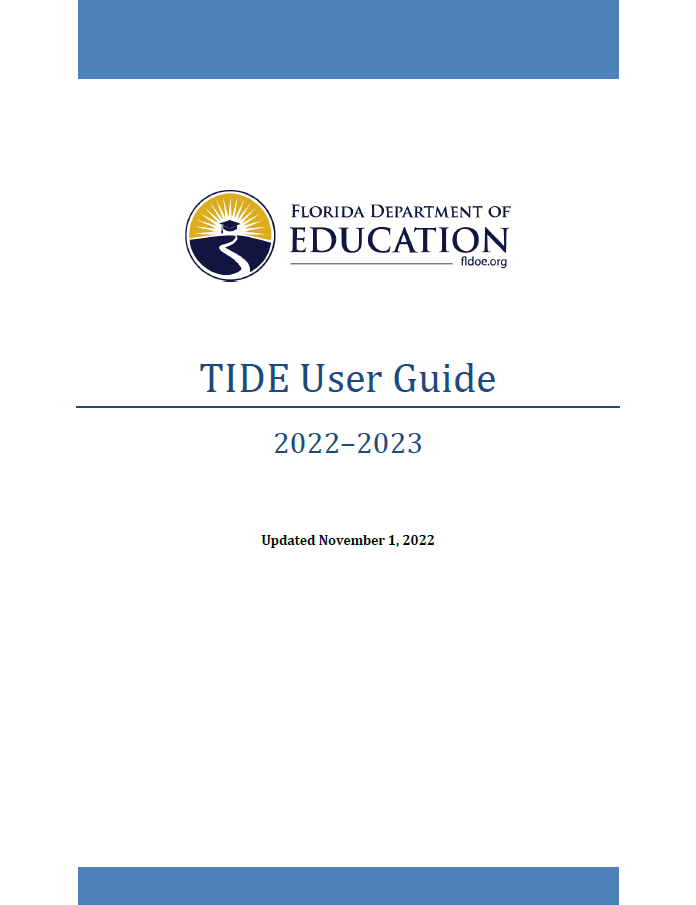 FLORIDA DEPARTMENT OF
EDUCATION
fldoe.org
TIDE User Guide
2022–2023
Updated November 1, 2022